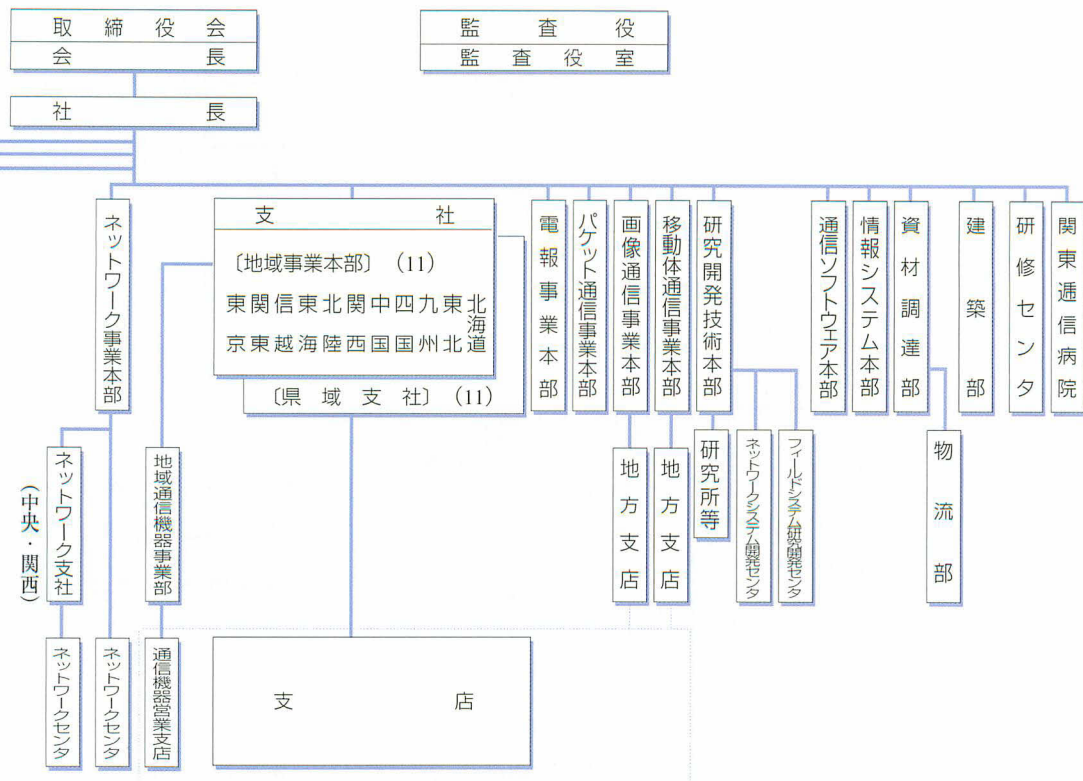 取締役会
会長
監査役
監査役室
社長
ネットワーク事業本部
支社
〔地域事業本部〕(11)
東京
関東
信越
東海
北陸
関西
中国
四国
九州
東北
北海道
〔県域支社〕(11)
電報事業本部
パケット通信事業本部
画像通信事業本部
移動体通信事業本部
研究開発技術本部
通信ソフトウェア本部
情報システム本部
資材調達部
建築部
研修センタ
関東逓信病院
ネットワーク支社
(中央・関西)
地域通信機器事業部
地方支店
地方支店
研究所等
ネットワークシステム開発センタ
フィールドシステム研究開発センタ
物流部
ネットワークセンタ
ネットワークセンタ
通信機器営業支店
支店